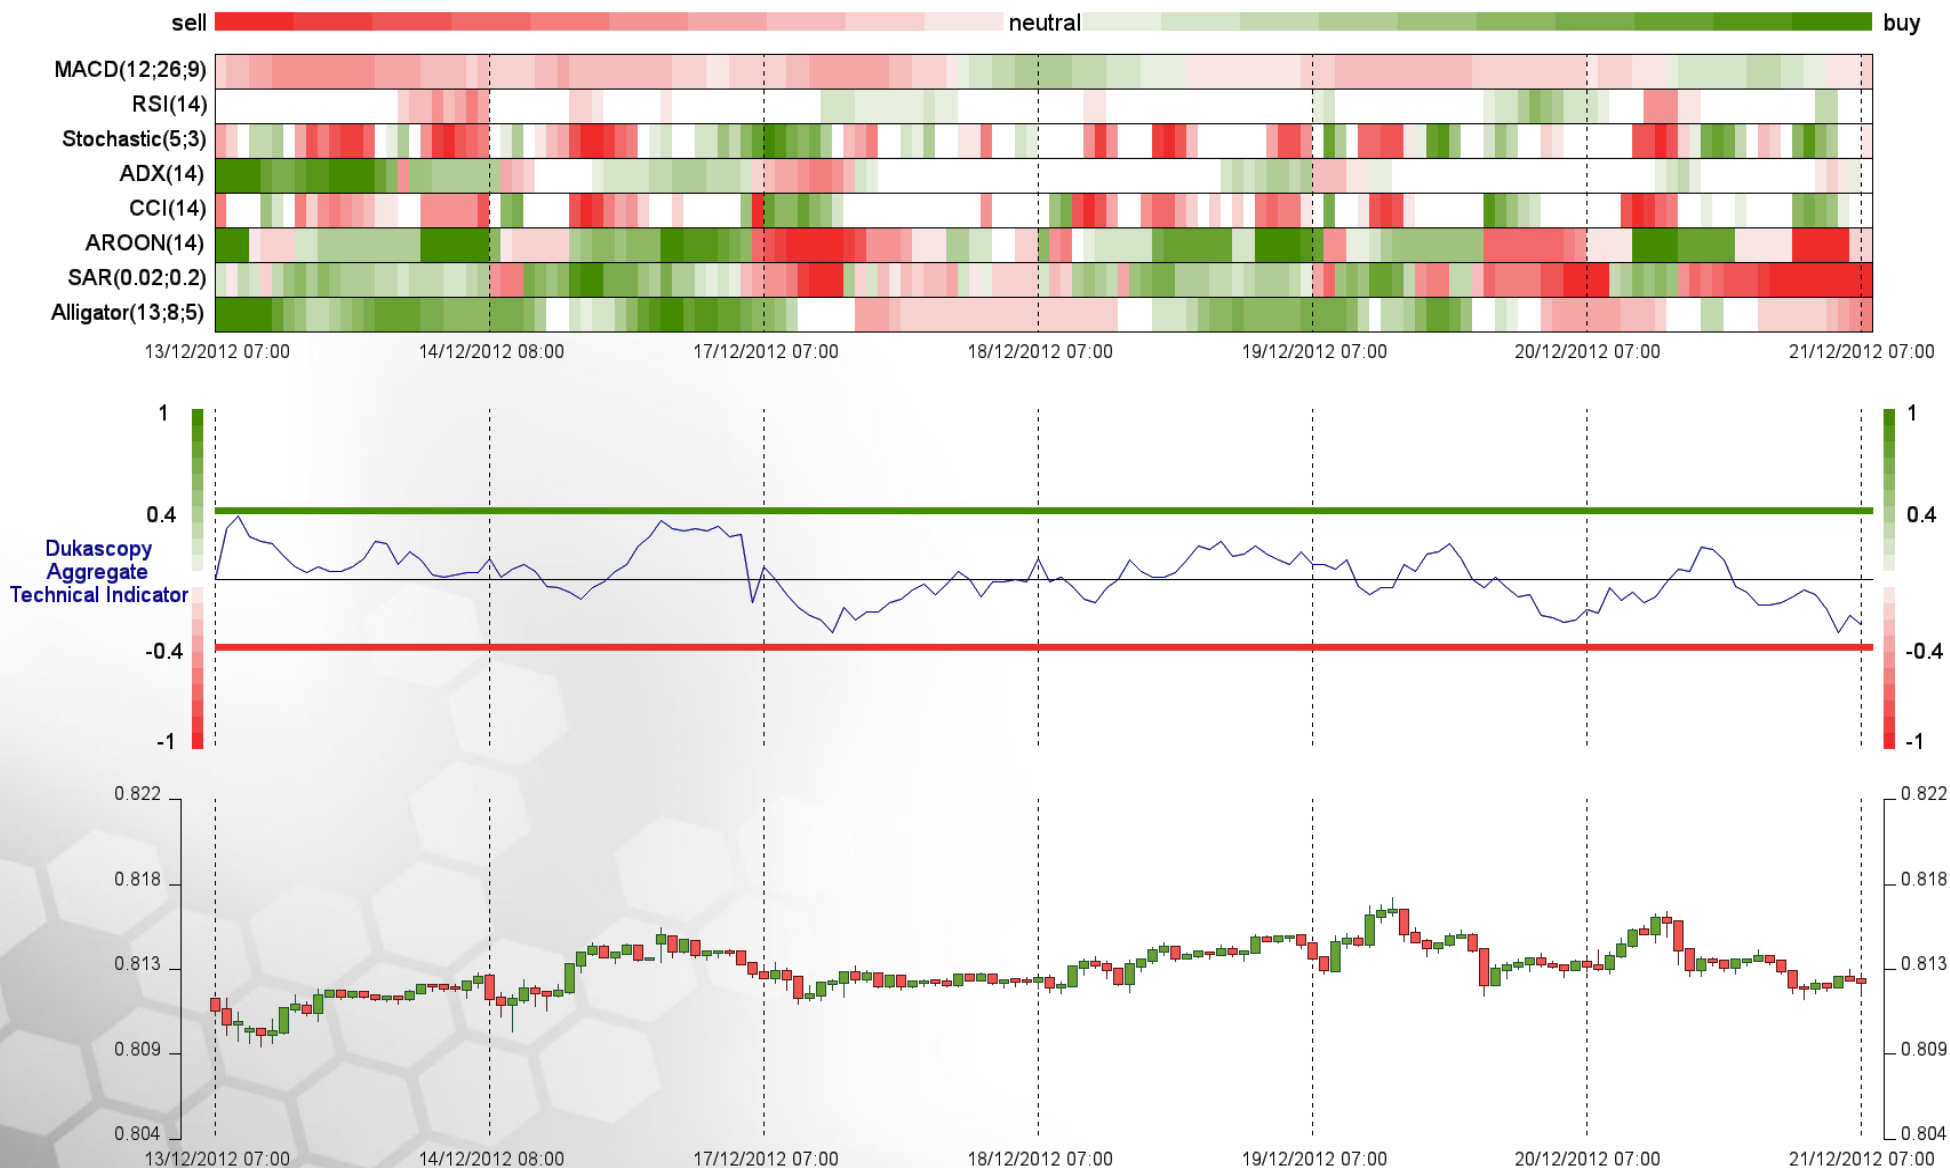 sell neutral buy
MACD(12;26;9)
RSI(14)
Stochastic(5;3)
ADX(14)
CCI(14)
AROON(14)
SAR(0.02;0.2)
Alligator(13;8;5)
13/12/2012 07:00 14/12/2012 08:00 17/12/2012 07:00 18/12/2012 07:00 19/12/2012 07:00 20/12/2012 07:00 21/12/2012 07:00
1 1
0.4 0.4
Dukascopy
Aggregate
Technical Indicator
-0.4 -0.4
-1 -1
0.822 0.822
0.818 0.818
0.813 0.813
0.809 0.809
0.804 0.804
13/12/2012 07:00 14/12/2012 08:00 17/12/2012 07:00 18/12/2012 07:00 19/12/2012 07:00 20/12/2012 07:00 21/12/2012 07:00